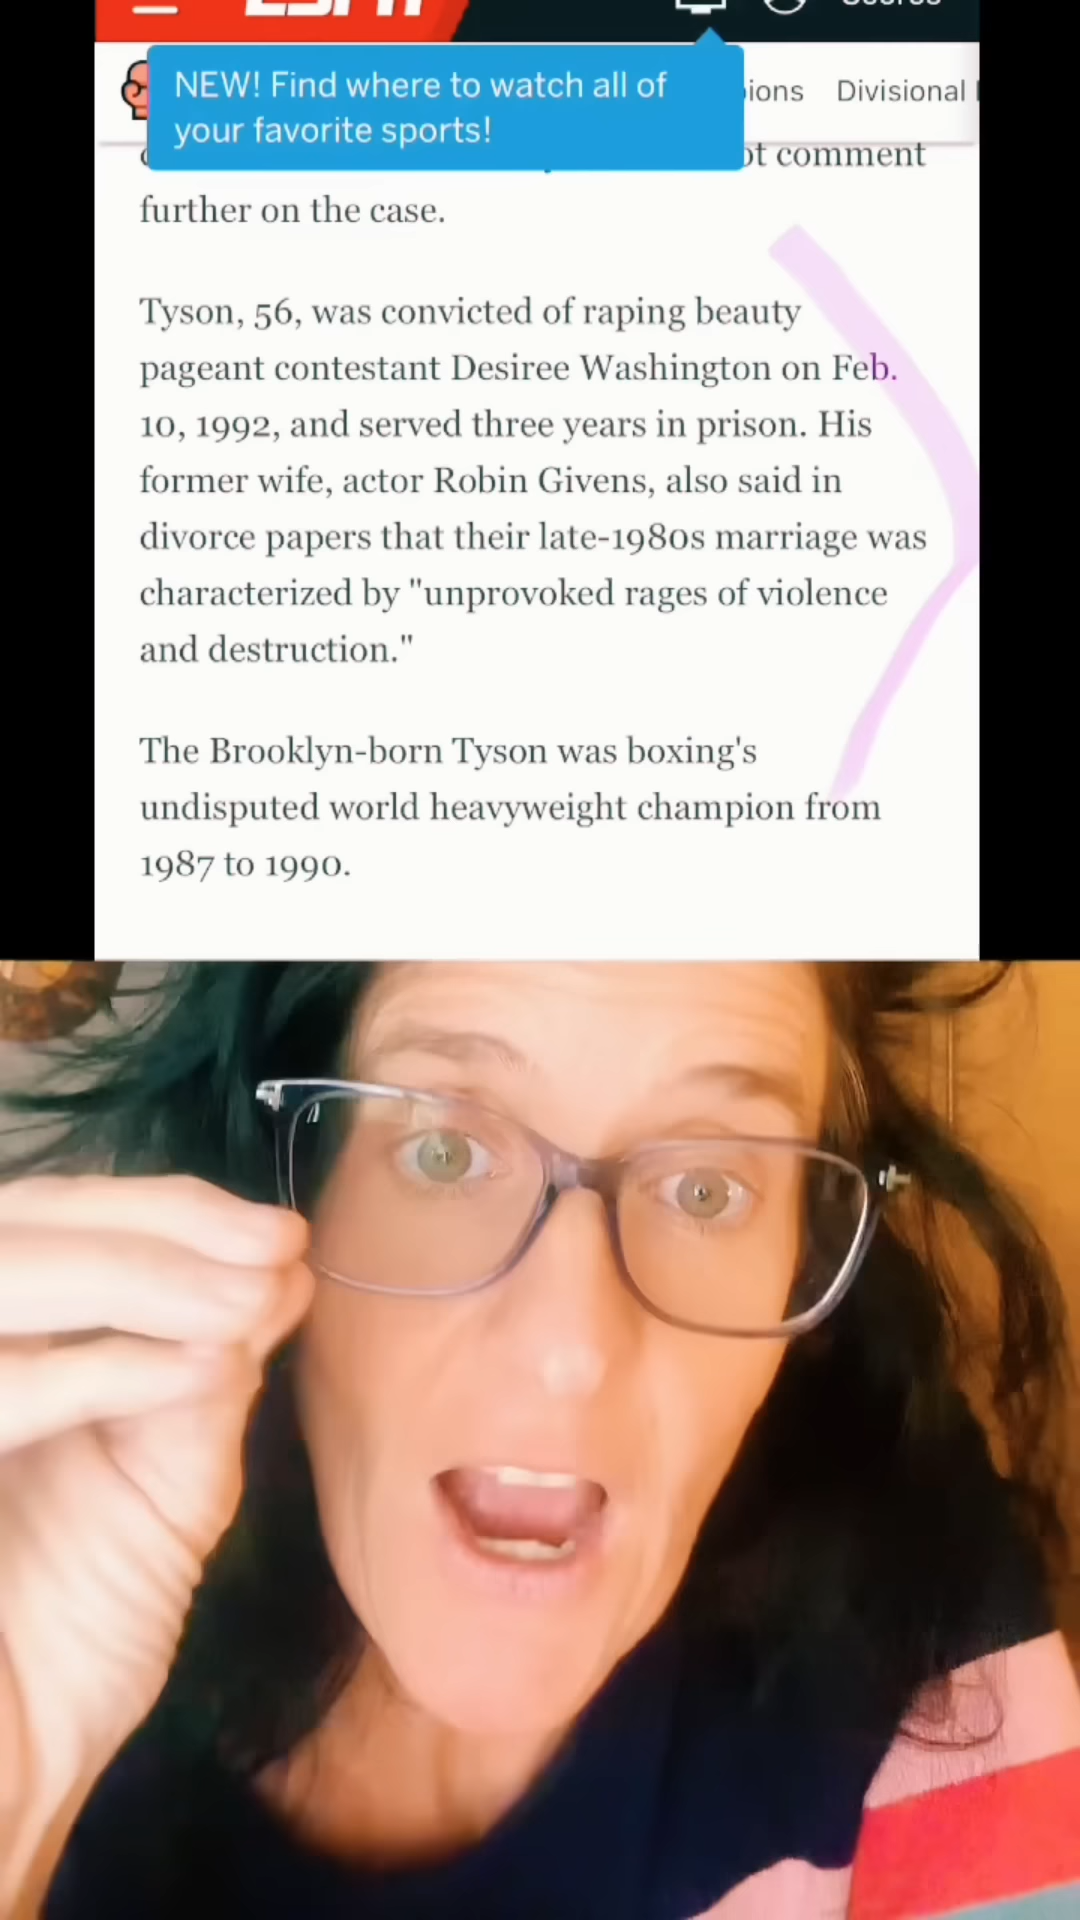 ESPN
NEW! Find where to watch all of
your favorite sports!
Divisional
comment
further on the case.
Tyson, 56, was convicted of raping beauty
pageant contestant Desiree Washington on Feb.
10, 1992, and served three years in prison. His
former wife, actor Robin Givens, also said in
divorce papers that their late-1980s marriage was
characterized by "unprovoked rages of violence
and destruction."
The Brooklyn-born Tyson was boxing's
undisputed world heavyweight champion from
1987 to 1990.